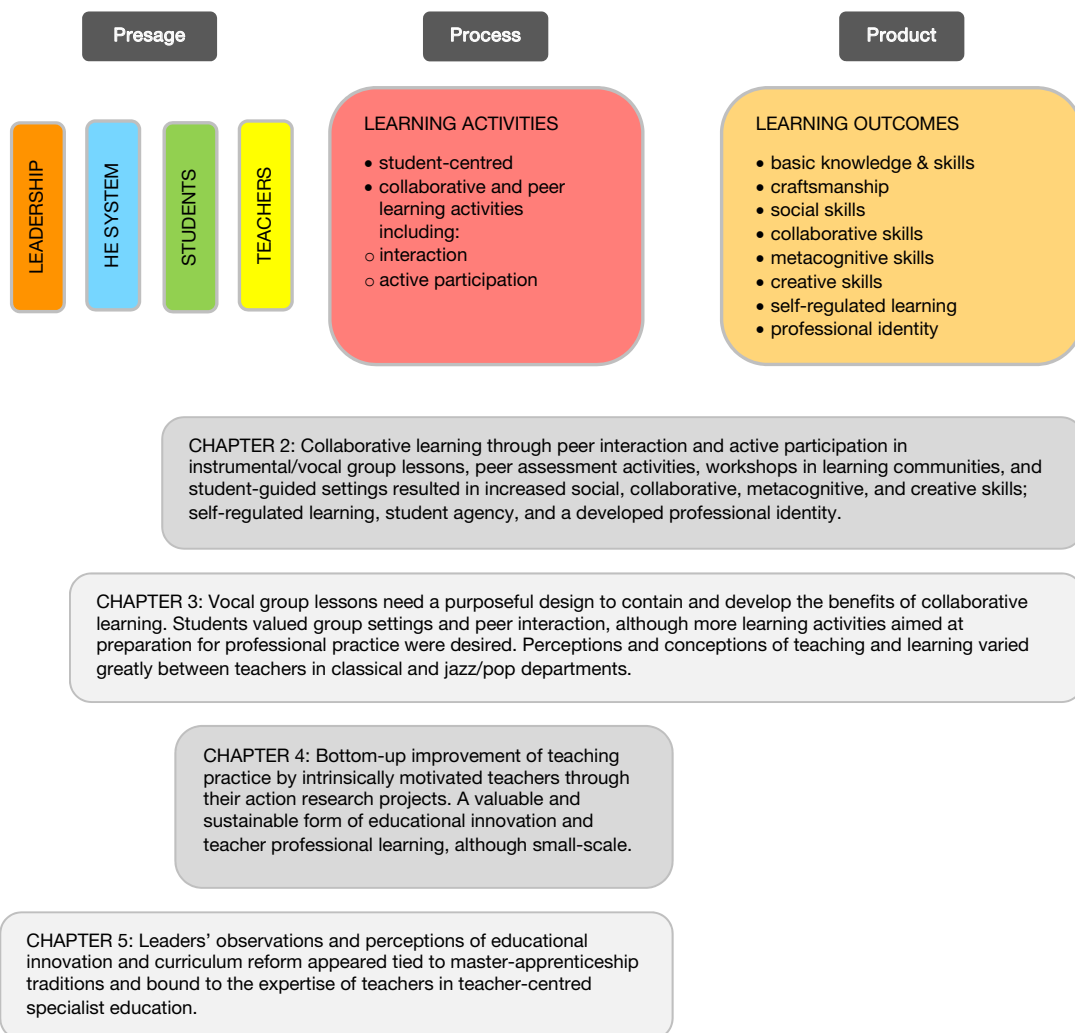 Presage
Process
Product
LEADERSHIP
HE SYSTEM
STUDENTS
TEACHERS
LEARNING ACTIVITIES
• student-centred
• collaborative and peer
learning activities
including:
○ interaction
○ active participation
LEARNING OUTCOMES
• basic knowledge & skills
• craftsmanship
• social skills
• collaborative skills
• metacognitive skills
• creative skills
• self-regulated learning
• professional identity
CHAPTER 2: Collaborative learning through peer interaction and active participation in
instrumental/vocal group lessons, peer assessment activities, workshops in learning communities, and
student-guided settings resulted in increased social, collaborative, metacognitive, and creative skills;
self-regulated learning, student agency, and a developed professional identity.
CHAPTER 3: Vocal group lessons need a purposeful design to contain and develop the benefits of collaborative
learning. Students valued group settings and peer interaction, although more learning activities aimed at
preparation for professional practice were desired. Perceptions and conceptions of teaching and learning varied
greatly between teachers in classical and jazz/pop departments.
CHAPTER 4: Bottom-up improvement of teaching
practice by intrinsically motivated teachers through
their action research projects. A valuable and
sustainable form of educational innovation and
teacher professional learning, although small-scale.
CHAPTER 5: Leaders’ observations and perceptions of educational
innovation and curriculum reform appeared tied to master-apprenticeship
traditions and bound to the expertise of teachers in teacher-centred
specialist education.